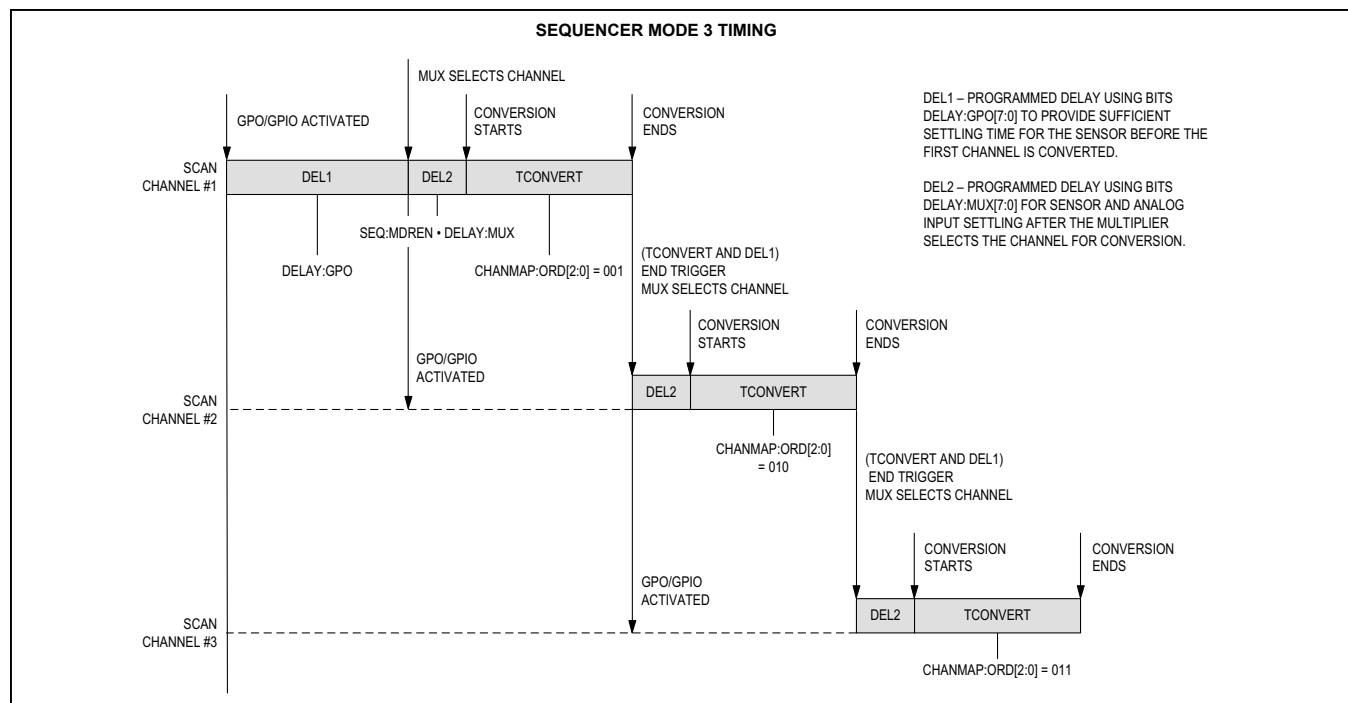 SEQUENCER MODE 3 TIMING
MUX SELECTS CHANNEL
GPO/GPIO ACTIVATED
CONVERSION
STARTS
CONVERSION
ENDS
DEL1 – PROGRAMMED DELAY USING BITS
DELAY:GPO[7:0] TO PROVIDE SUFFICIENT
SETTLING TIME FOR THE SENSOR BEFORE THE
FIRST CHANNEL IS CONVERTED.
DEL2 – PROGRAMMED DELAY USING BITS
DELAY:MUX[7:0] FOR SENSOR AND ANALOG
INPUT SETTLING AFTER THE MULTIPLIER
SELECTS THE CHANNEL FOR CONVERSION.
SCAN
CHANNEL #1
DEL1
DEL2
TCONVERT
SEQ:MDREN • DELAY:MUX
DELAY:GPO
CHANMAP:ORD[2:0] = 001
(TCONVERT AND DEL1)
END TRIGGER
MUX SELECTS CHANNEL
CONVERSION
STARTS
CONVERSION
ENDS
GPO/GPIO
ACTIVATED
SCAN
CHANNEL #2
DEL2
TCONVERT
CHANMAP:ORD[2:0]
= 010
(TCONVERT AND DEL1)
END TRIGGER
MUX SELECTS CHANNEL
CONVERSION
STARTS
CONVERSION
ENDS
GPO/GPIO
ACTIVATED
SCAN
CHANNEL #3
DEL2
TCONVERT
CHANMAP:ORD[2:0] = 011